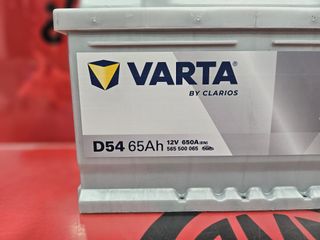 VARTA
BY CLARIOS
D54 65Ah 12V 650A (EN)
565 500 065